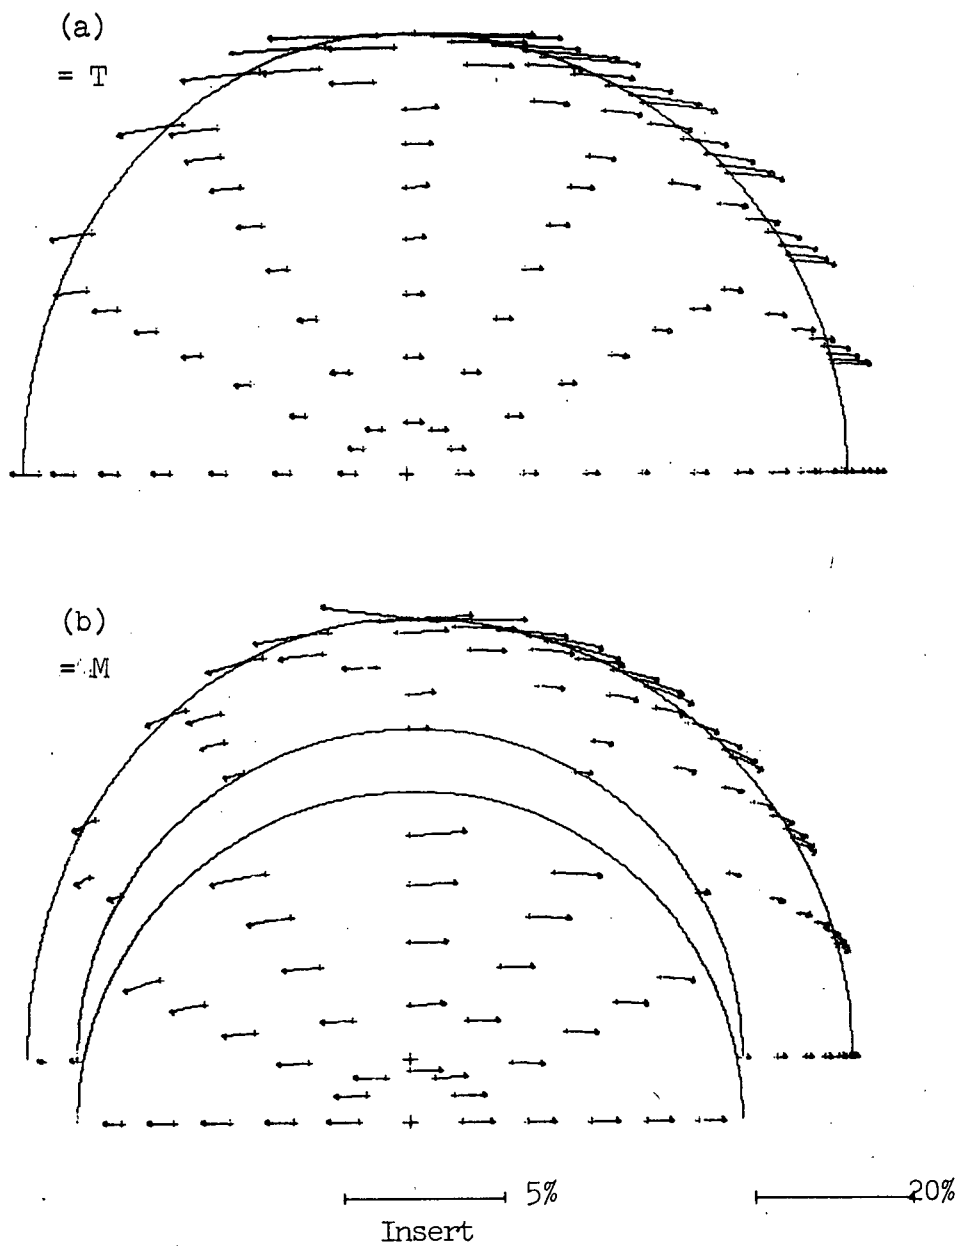 (a)
= T
(b)
= M
5%
20%
Insert